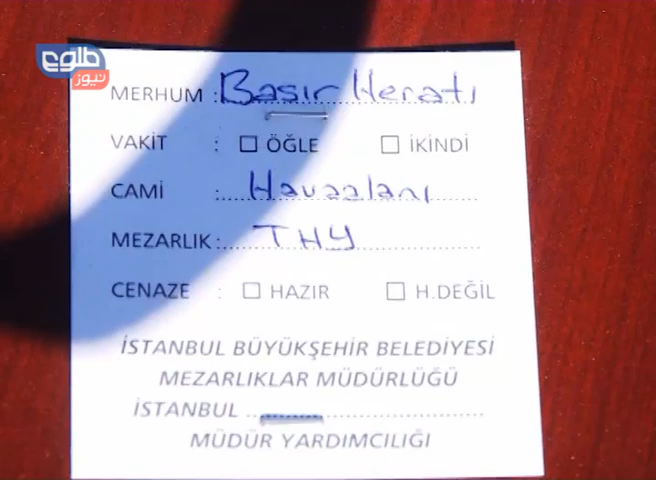 طلوع
نیوز
MERHUM : Basır Heratı
VAKİT : ☐ ÖĞLE ☐ İKİNDİ
CAMİ : Havaalanı
MEZARLIK : THY
CENAZE : ☐ HAZIR ☐ H.DEĞİL
İSTANBUL BÜYÜKŞEHİR BELEDİYESİ
MEZARLIKLAR MÜDÜRLÜĞÜ
İSTANBUL
MÜDÜR YARDIMCILIĞI